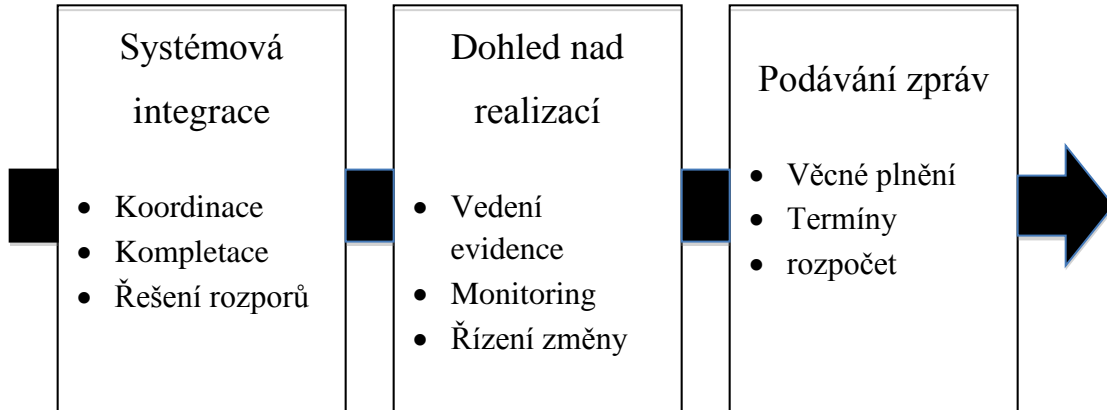 Systémová
integrace
• Koordinace
• Kompletace
• Řešení rozporů
Dohled nad
realizací
• Vedení
evidence
• Monitoring
• Řízení změny
Podávání zpráv
• Věcné plnění
• Termíny
• rozpočet